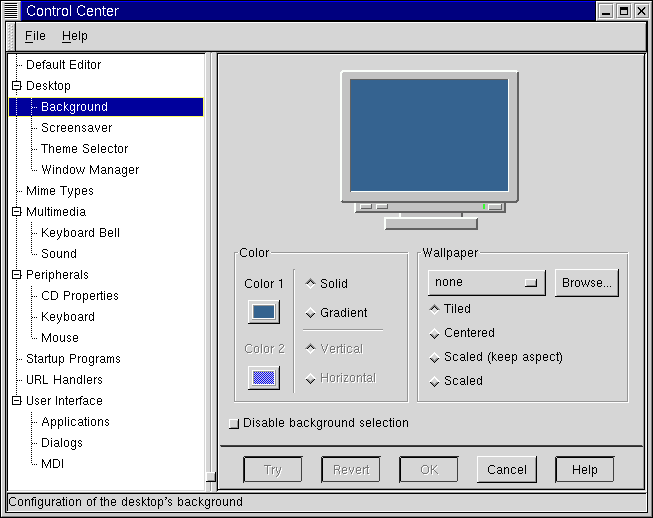 Control Center
File Help
Default Editor
Desktop
Background
Screensaver
Theme Selector
Window Manager
Mime Types
Multimedia
Keyboard Bell
Sound
Peripherals
CD Properties
Keyboard
Mouse
Startup Programs
URL Handlers
User Interface
Applications
Dialogs
MDI
Color
Color 1
Solid
Gradient
Color 2
Vertical
Horizontal
Wallpaper
none Browse...
Tiled
Centered
Scaled (keep aspect)
Scaled
Disable background selection
Try Revert OK Cancel Help
Configuration of the desktop's background